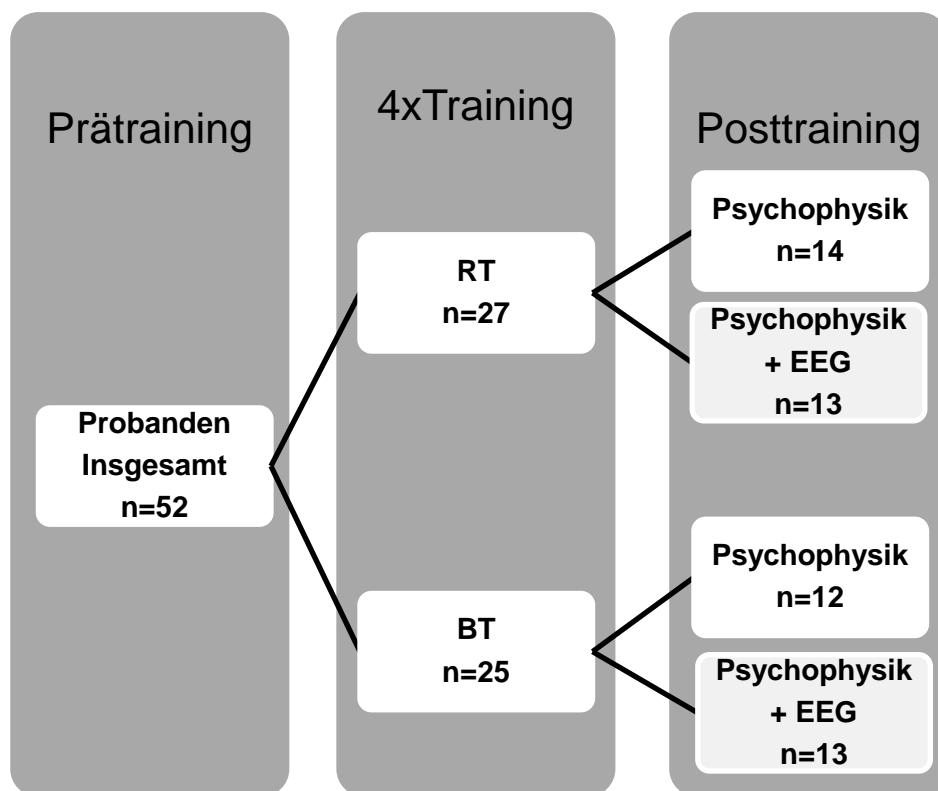 Prätraining
4xTraining
Posttraining
Probanden
Insgesamt
n=52
RT
n=27
BT
n=25
Psychophysik
n=14
Psychophysik
+ EEG
n=13
Psychophysik
n=12
Psychophysik
+ EEG
n=13